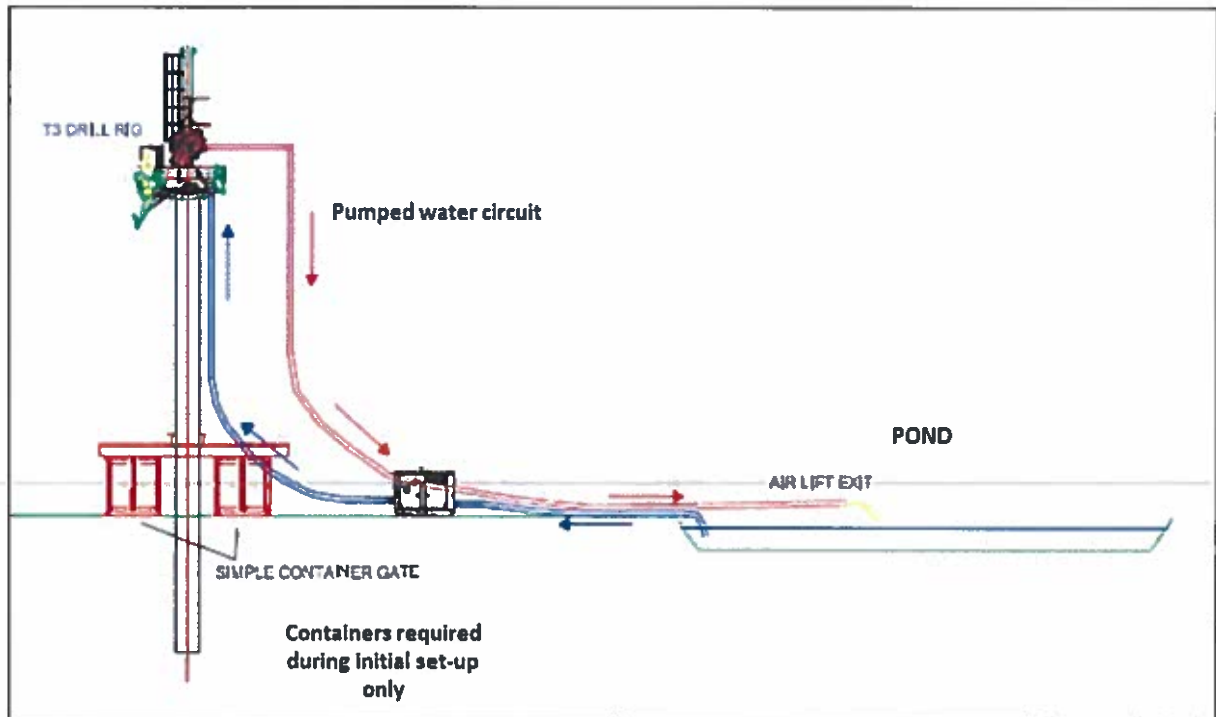 T3 DRILL RIG
Pumped water circuit
POND
AIR LIFT EXIT
SIMPLE CONTAINER GATE
Containers required
during initial set-up
only